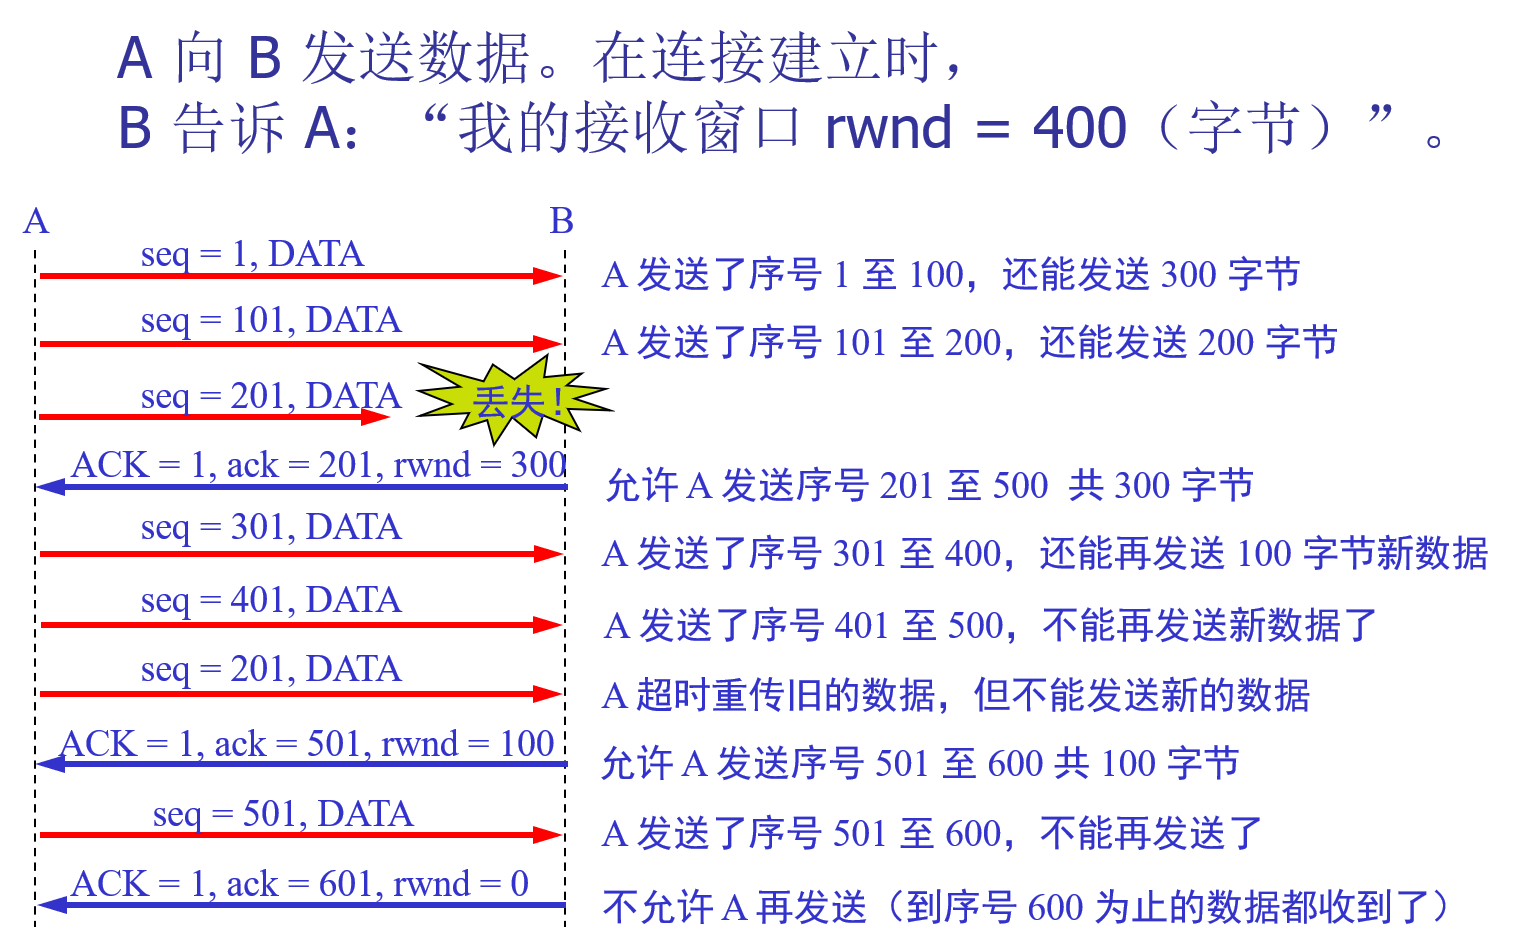 A 向 B 发送数据。在连接建立时，
B 告诉 A：“我的接收窗口 rwnd = 400（字节）”。
A B
seq = 1, DATA
A 发送了序号 1 至 100，还能发送 300 字节
seq = 101, DATA
A 发送了序号 101 至 200，还能发送 200 字节
seq = 201, DATA
丢失！
ACK = 1, ack = 201, rwnd = 300
允许 A 发送序号 201 至 500 共 300 字节
seq = 301, DATA
A 发送了序号 301 至 400，还能再发送 100 字节新数据
seq = 401, DATA
A 发送了序号 401 至 500，不能再发送新数据了
seq = 201, DATA
A 超时重传旧的数据，但不能发送新的数据
ACK = 1, ack = 501, rwnd = 100
允许 A 发送序号 501 至 600 共 100 字节
seq = 501, DATA
A 发送了序号 501 至 600，不能再发送了
ACK = 1, ack = 601, rwnd = 0
不允许 A 再发送（到序号 600 为止的数据都收到了）